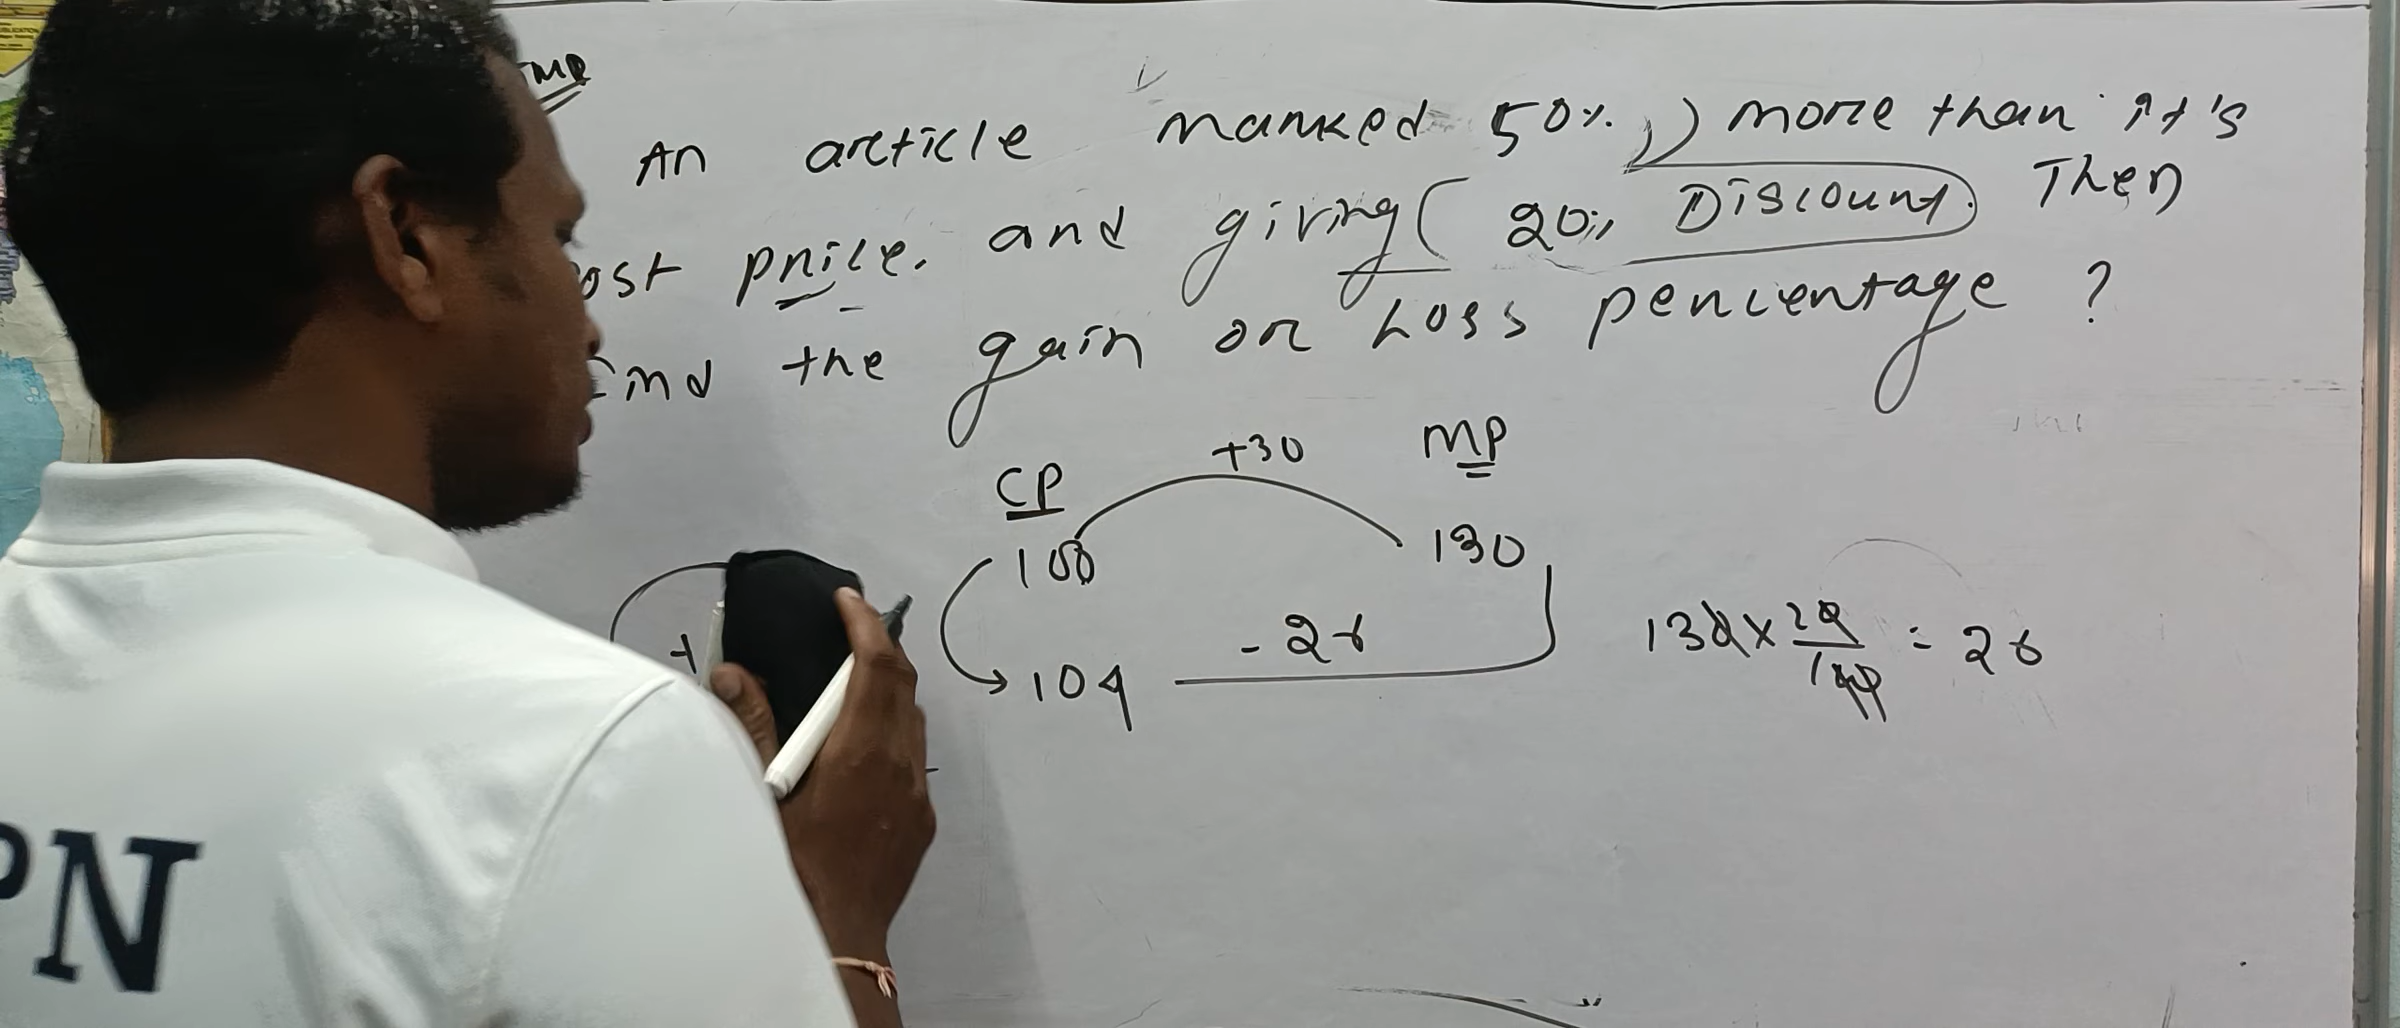 MP
An article marked 50% more than it's
ost price. and giving ( 20% Discount ) Then
ind the gain or Loss percentage ?
CP +30 MP
100 130
104 - 26 130 x 20/100 = 26
+
PN